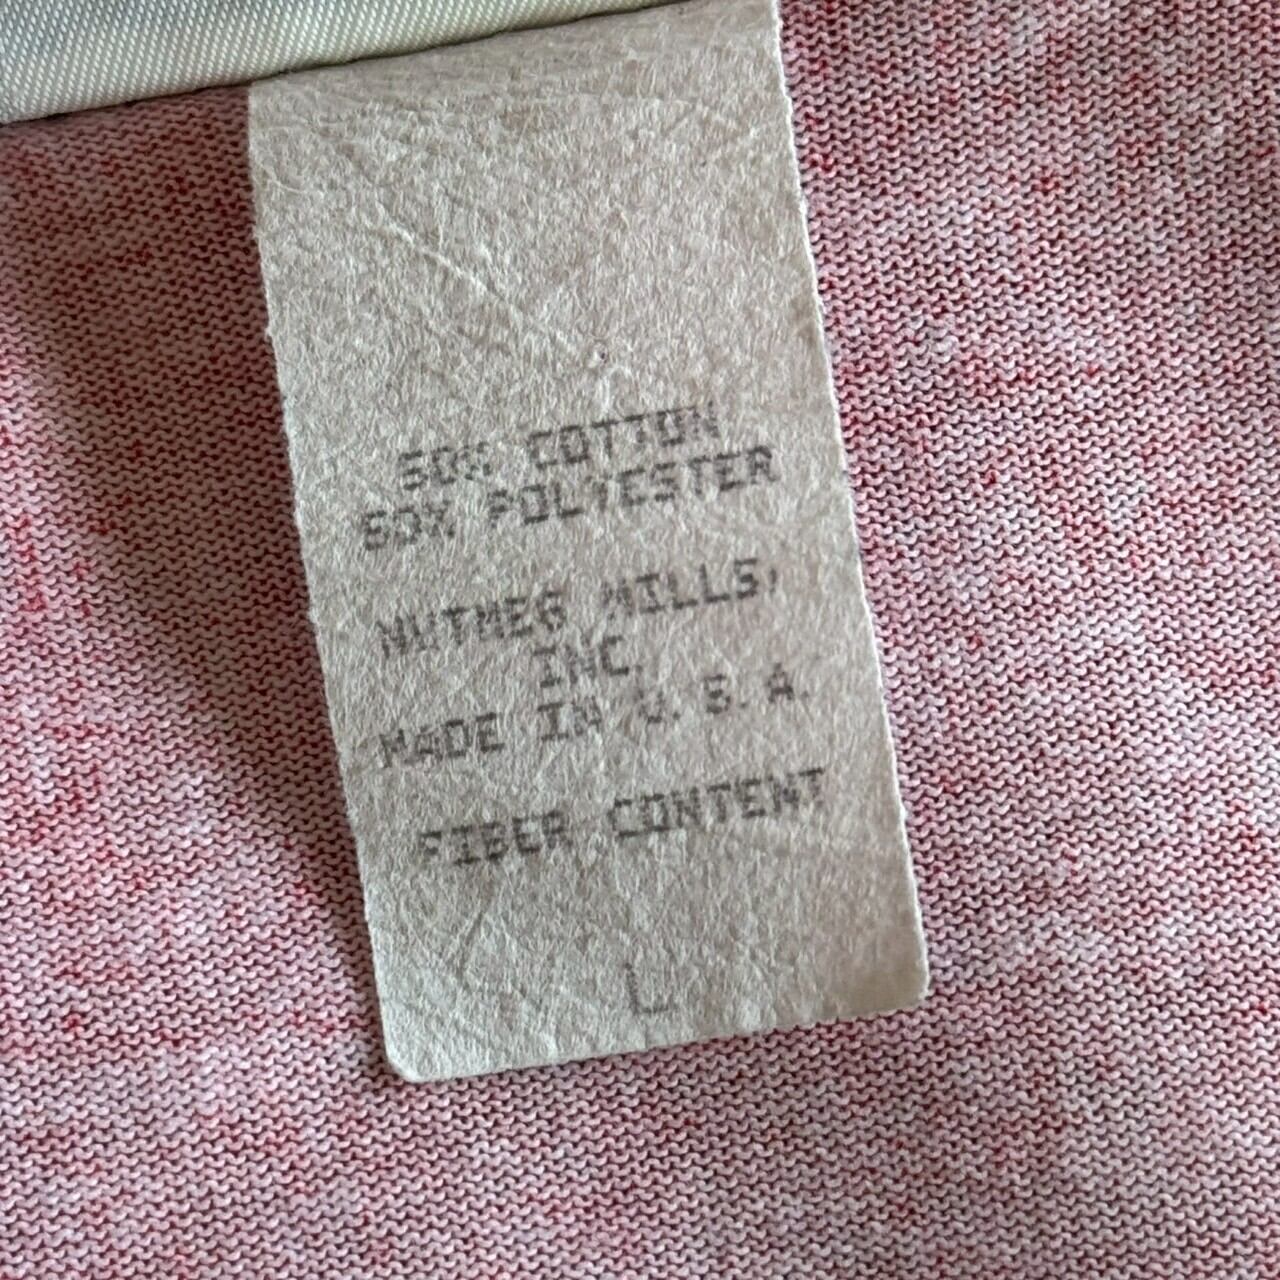 50% COTTON
50% POLYESTER
NUTMEG MILLS,
INC.
MADE IN U.S.A.
FIBER CONTENT
L